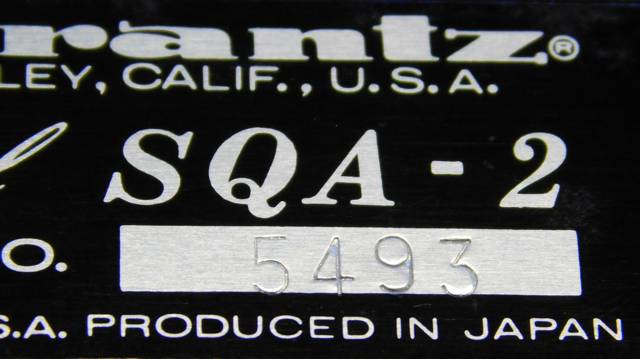 rantz®
LEY, CALIF., U.S.A.
l SQA-2
O. 5493
S.A. PRODUCED IN JAPAN